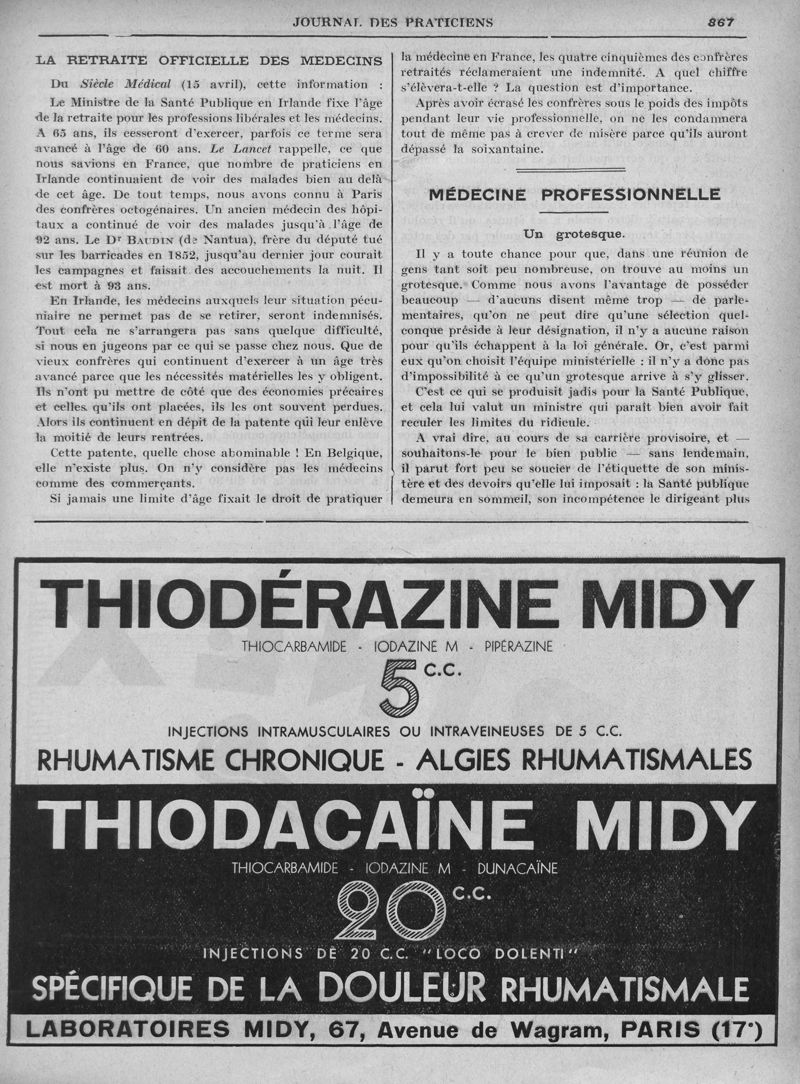 JOURNAL DES PRATICIENS 867
LA RETRAITE OFFICIELLE DES MEDECINS
Du Siècle Médical (15 avril), cette information :
Le Ministre de la Santé Publique en Irlande fixe l'âge
de la retraite pour les professions libérales et les médecins.
A 65 ans, ils cesseront d'exercer, parfois ce terme sera
avancé à l'âge de 60 ans. Le Lancet rappelle, ce que
nous savions en France, que nombre de praticiens en
Irlande continuaient de voir des malades bien au delà
de cet âge. De tout temps, nous avons connu à Paris
des confrères octogénaires. Un ancien médecin des hôpi-
taux a continué de voir des malades jusqu'à l'âge de
92 ans. Le Dr BAUDIN (de Nantua), frère du député tué
sur les barricades en 1852, jusqu'au dernier jour courait
les campagnes et faisait des accouchements la nuit. Il
est mort à 93 ans.
En Irlande, les médecins auxquels leur situation pécu-
niaire ne permet pas de se retirer, seront indemnisés.
Tout cela ne s'arrangera pas sans quelque difficulté,
si nous en jugeons par ce qui se passe chez nous. Que de
vieux confrères qui continuent d'exercer à un âge très
avancé parce que les nécessités matérielles les y obligent.
Ils n'ont pu mettre de côté que des économies précaires
et celles qu'ils ont placées, ils les ont souvent perdues.
Alors ils continuent en dépit de la patente qui leur enlève
la moitié de leurs rentrées.
Cette patente, quelle chose abominable ! En Belgique,
elle n'existe plus. On n'y considère pas les médecins
comme des commerçants.
Si jamais une limite d'âge fixait le droit de pratiquer
la médecine en France, les quatre cinquièmes des confrères
retraités réclameraient une indemnité. A quel chiffre
s'élèvera-t-elle ? La question est d'importance.
Après avoir écrasé les confrères sous le poids des impôts
pendant leur vie professionnelle, on ne les condamnera
tout de même pas à crever de misère parce qu'ils auront
dépassé la soixantaine.
MÉDECINE PROFESSIONNELLE
Un grotesque.
Il y a toute chance pour que, dans une réunion de
gens tant soit peu nombreuse, on trouve au moins un
grotesque. Comme nous avons l'avantage de posséder
beaucoup — d'aucuns disent même trop — de parle-
mentaires, qu'on ne peut dire qu'une sélection quel-
conque préside à leur désignation, il n'y a aucune raison
pour qu'ils échappent à la loi générale. Or, c'est parmi
eux qu'on choisit l'équipe ministérielle : il n'y a donc pas
d'impossibilité à ce qu'un grotesque arrive à s'y glisser.
C'est ce qui se produisit jadis pour la Santé Publique,
et cela lui valut un ministre qui paraît bien avoir fait
reculer les limites du ridicule.
A vrai dire, au cours de sa carrière provisoire, et —
souhaitons-le pour le bien public — sans lendemain,
il parut fort peu se soucier de l'étiquette de son minis-
tère et des devoirs qu'elle lui imposait : la Santé publique
demeura en sommeil, son incompétence le dirigeant plus
THIODÉRAZINE MIDY
THIOCARBAMIDE - IODAZINE M - PIPÉRAZINE
5 C.C.
INJECTIONS INTRAMUSCULAIRES OU INTRAVEINEUSES DE 5 C.C.
RHUMATISME CHRONIQUE - ALGIES RHUMATISMALES
THIODACAÏNE MIDY
THIOCARBAMIDE - IODAZINE M - DUNACAÏNE
20 C.C.
INJECTIONS DE 20 C.C. "LOCO DOLENTI"
SPÉCIFIQUE DE LA DOULEUR RHUMATISMALE
LABORATOIRES MIDY, 67, Avenue de Wagram, PARIS (17e)